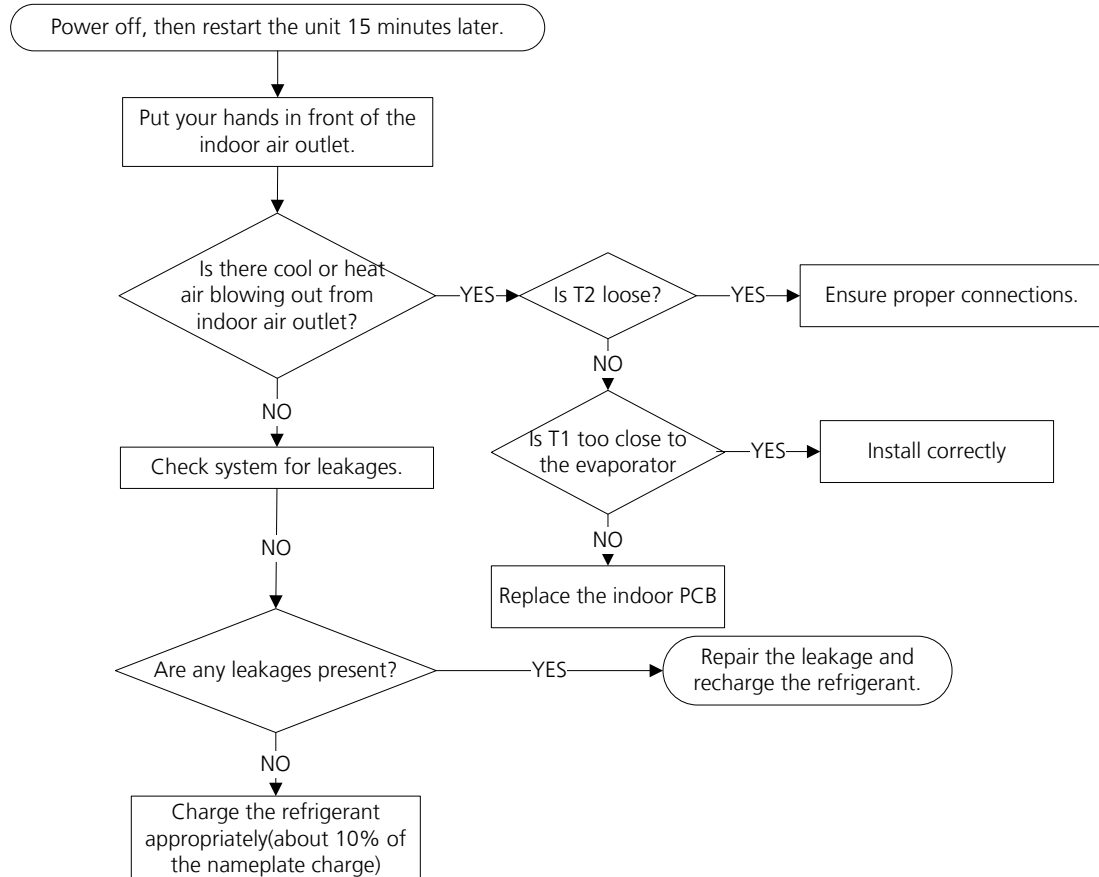 Power off, then restart the unit 15 minutes later.
Put your hands in front of the
indoor air outlet.
Is there cool or heat
air blowing out from
indoor air outlet?
YES
Is T2 loose?
YES
Ensure proper connections.
NO
Is T1 too close to
the evaporator
YES
Install correctly
NO
Replace the indoor PCB
NO
Check system for leakages.
NO
Are any leakages present?
YES
Repair the leakage and
recharge the refrigerant.
NO
Charge the refrigerant
appropriately(about 10% of
the nameplate charge)